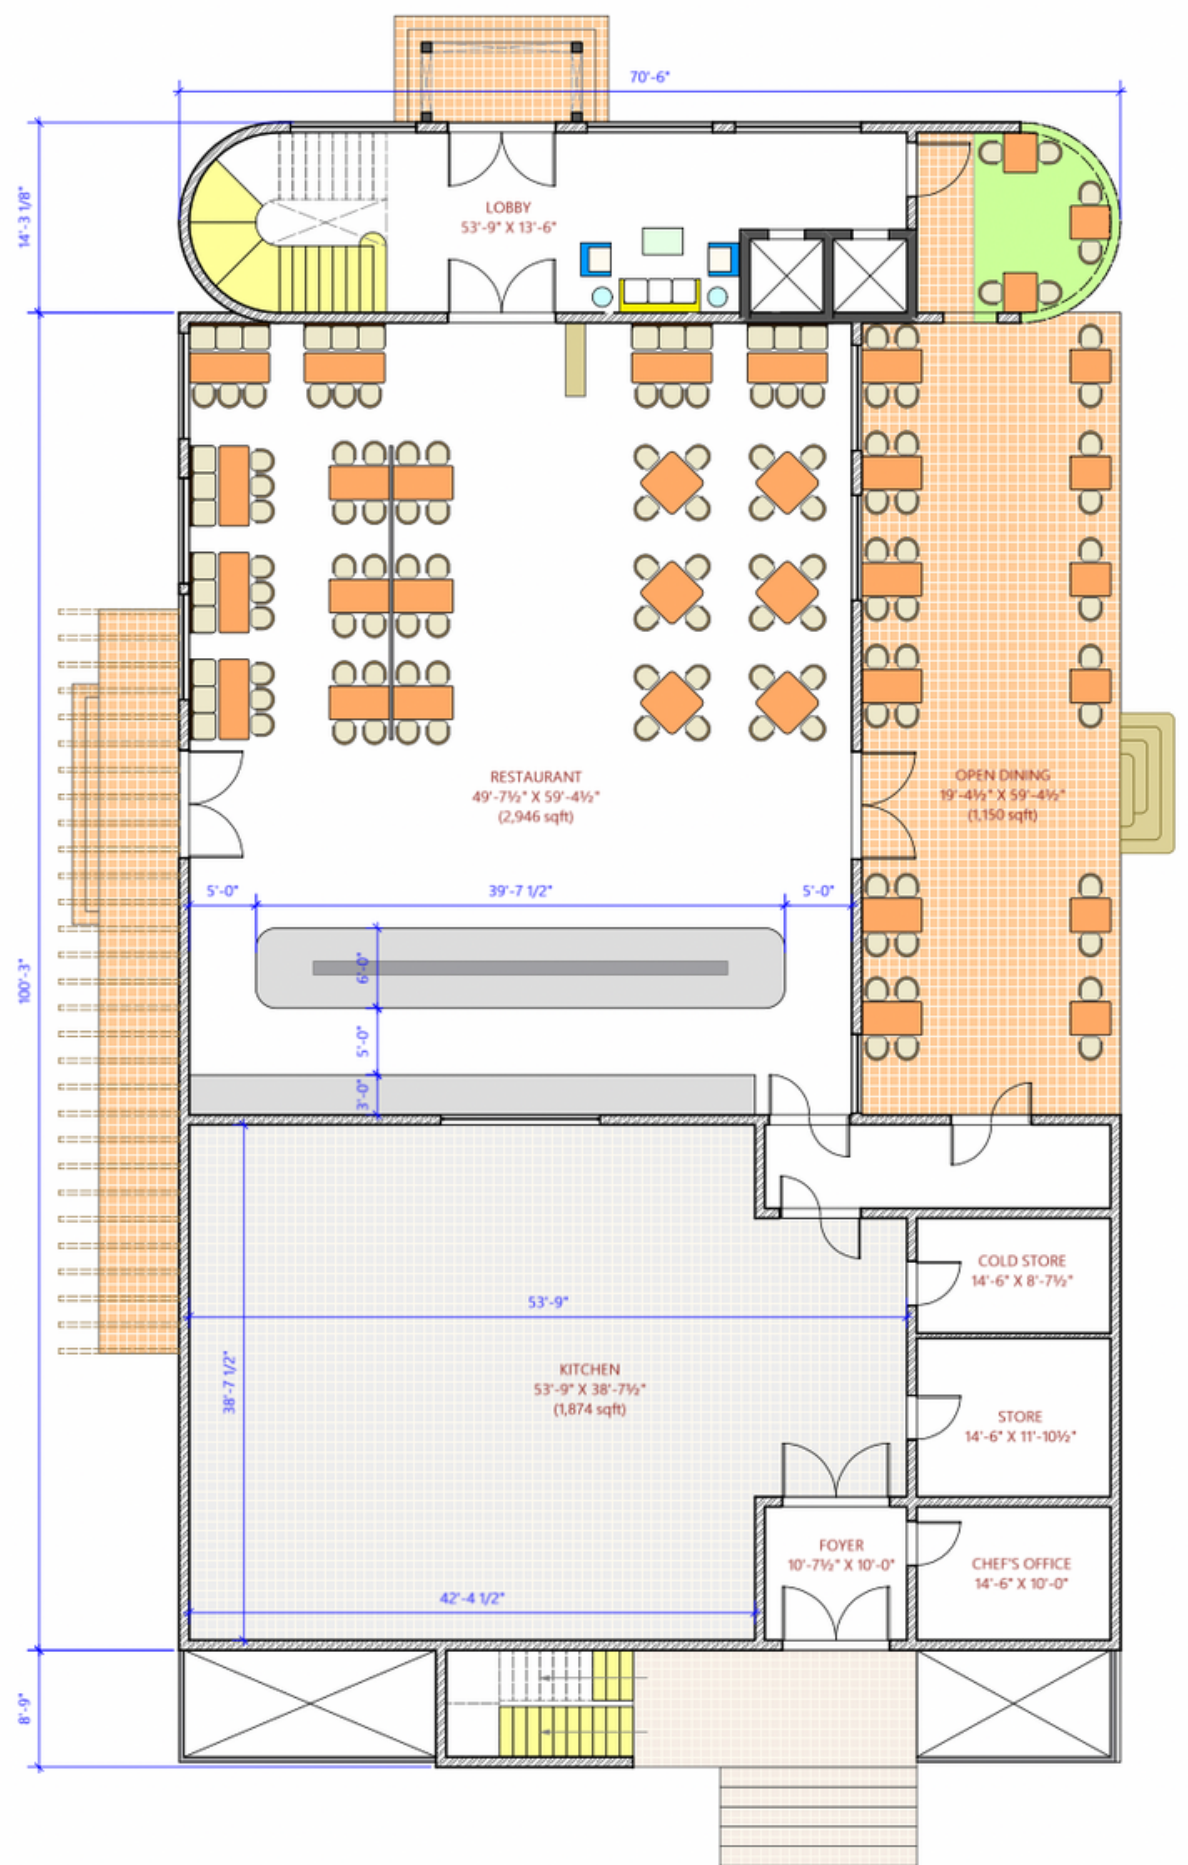 70'-6"
14'-3 1/8"
LOBBY
53'-9" X 13'-6"
RESTAURANT
49'-7½" X 59'-4½"
(2,946 sqft)
OPEN DINING
19'-4½" X 59'-4½"
(1,150 sqft)
5'-0"
39'-7 1/2"
5'-0"
6'-0"
100'-3"
5'-0"
3'-0"
COLD STORE
14'-6" X 8'-7½"
53'-9"
38'-7 1/2"
KITCHEN
53'-9" X 38'-7½"
(1,874 sqft)
STORE
14'-6" X 11'-10½"
FOYER
10'-7½" X 10'-0"
CHEF'S OFFICE
14'-6" X 10'-0"
42'-4 1/2"
8'-9"